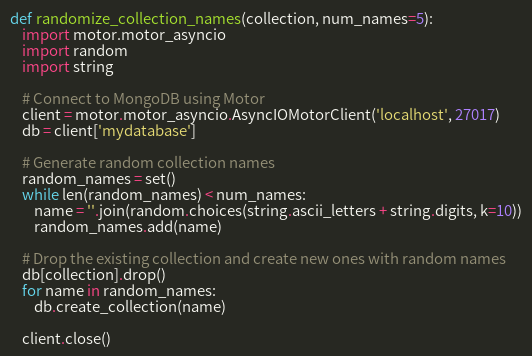 def randomize_collection_names(collection, num_names=5):
    import motor.motor_asyncio
    import random
    import string

    # Connect to MongoDB using Motor
    client = motor.motor_asyncio.AsyncIOMotorClient('localhost', 27017)
    db = client['mydatabase']

    # Generate random collection names
    random_names = set()
    while len(random_names) < num_names:
        name = ''.join(random.choices(string.ascii_letters + string.digits, k=10))
        random_names.add(name)

    # Drop the existing collection and create new ones with random names
    db[collection].drop()
    for name in random_names:
        db.create_collection(name)

    client.close()